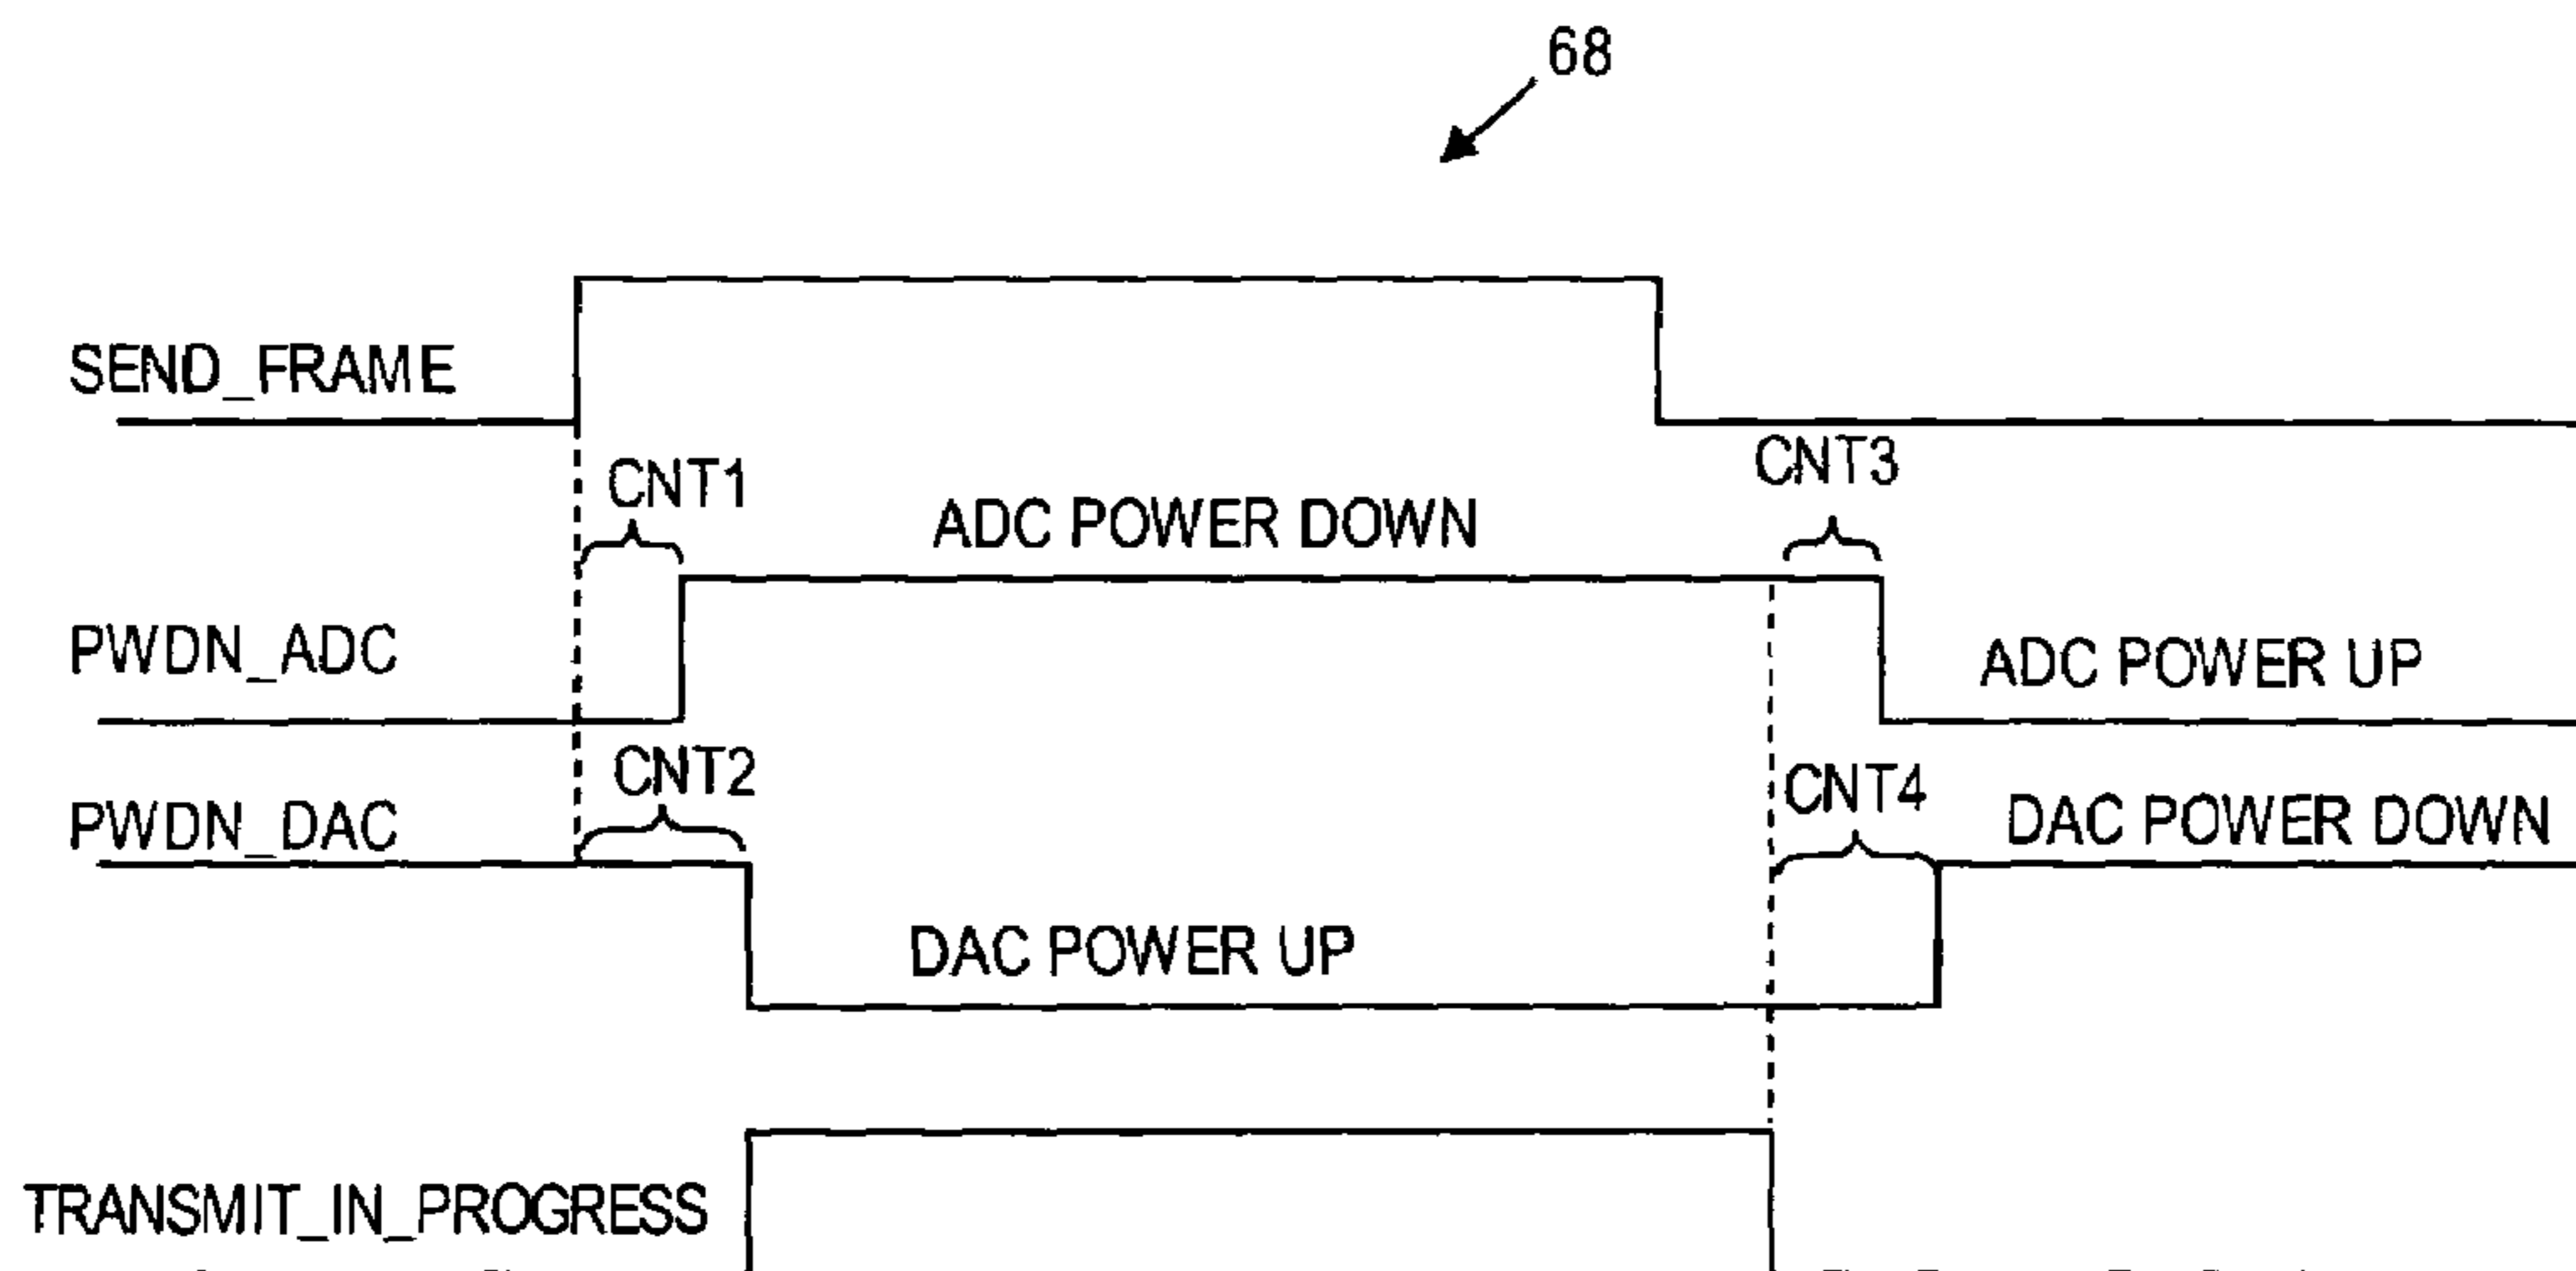 68
SEND_FRAME
CNT1
CNT3
ADC POWER DOWN
PWDN_ADC
ADC POWER UP
CNT2
CNT4
PWDN_DAC
DAC POWER DOWN
DAC POWER UP
TRANSMIT_IN_PROGRESS